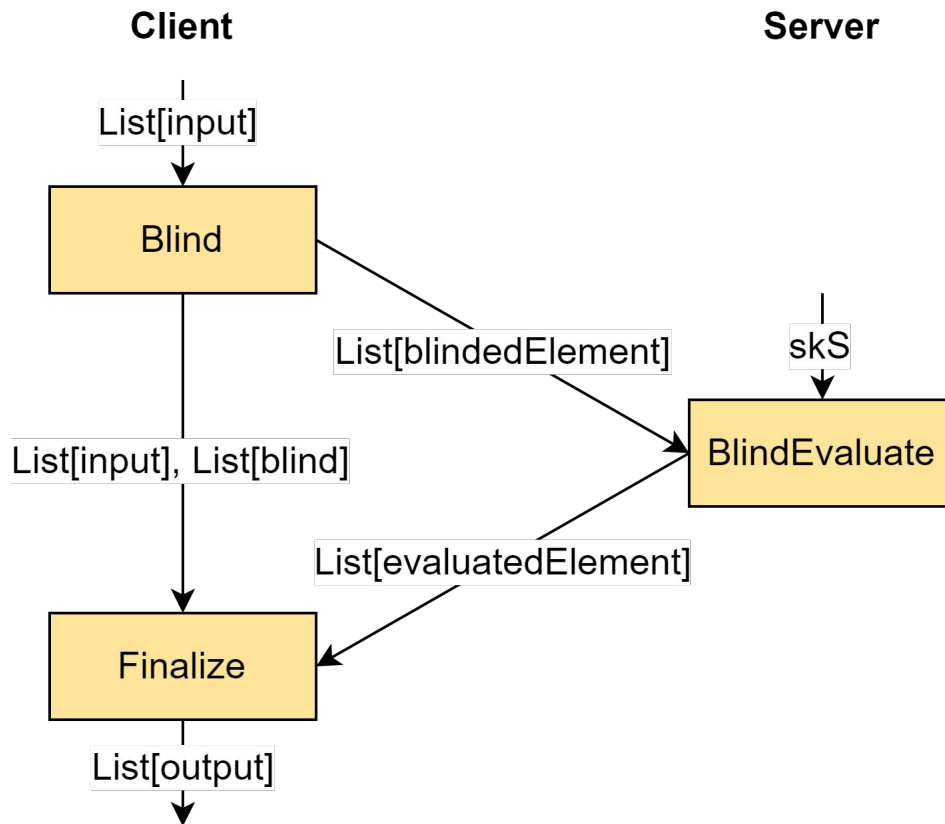 Client
Server
List[input]
Blind
List[blindedElement]
skS
List[input], List[blind]
BlindEvaluate
List[evaluatedElement]
Finalize
List[output]